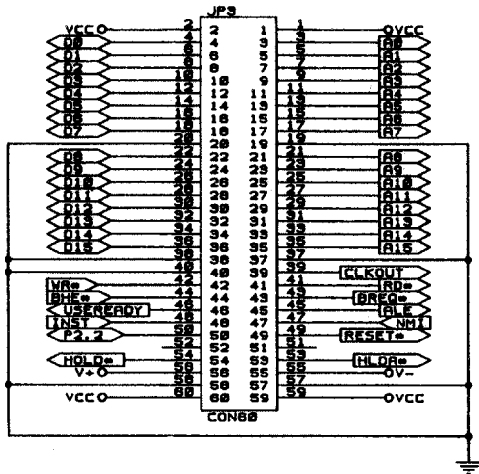 JP3
VCC 2 2 1 1 VCC
D0 4 4 3 3 A0
D1 6 6 5 5 A1
D2 8 8 7 7 A2
D3 10 10 9 9 A3
D4 12 12 11 11 A4
D5 14 14 13 13 A5
D6 16 16 15 15 A6
D7 18 18 17 17 A7
20 20 19 19
D8 22 22 21 21 A8
D9 24 24 23 23 A9
D10 26 26 25 25 A10
D11 28 28 27 27 A11
D12 30 30 29 29 A12
D13 32 32 31 31 A13
D14 34 34 33 33 A14
D15 36 36 35 35 A15
38 38 37 37
40 40 39 39 CLKOUT
WR* 42 42 41 41 RD*
BHE* 44 44 43 43 BREQ*
USEREADY 46 46 45 45 ALE
INST 48 48 47 47 NMI
P2.2 50 50 49 49 RESET*
52 52 51 51
HOLD* 54 54 53 53 HLDA*
V+ 56 56 55 55 V-
58 58 57 57
VCC 60 60 59 59 VCC
CON60